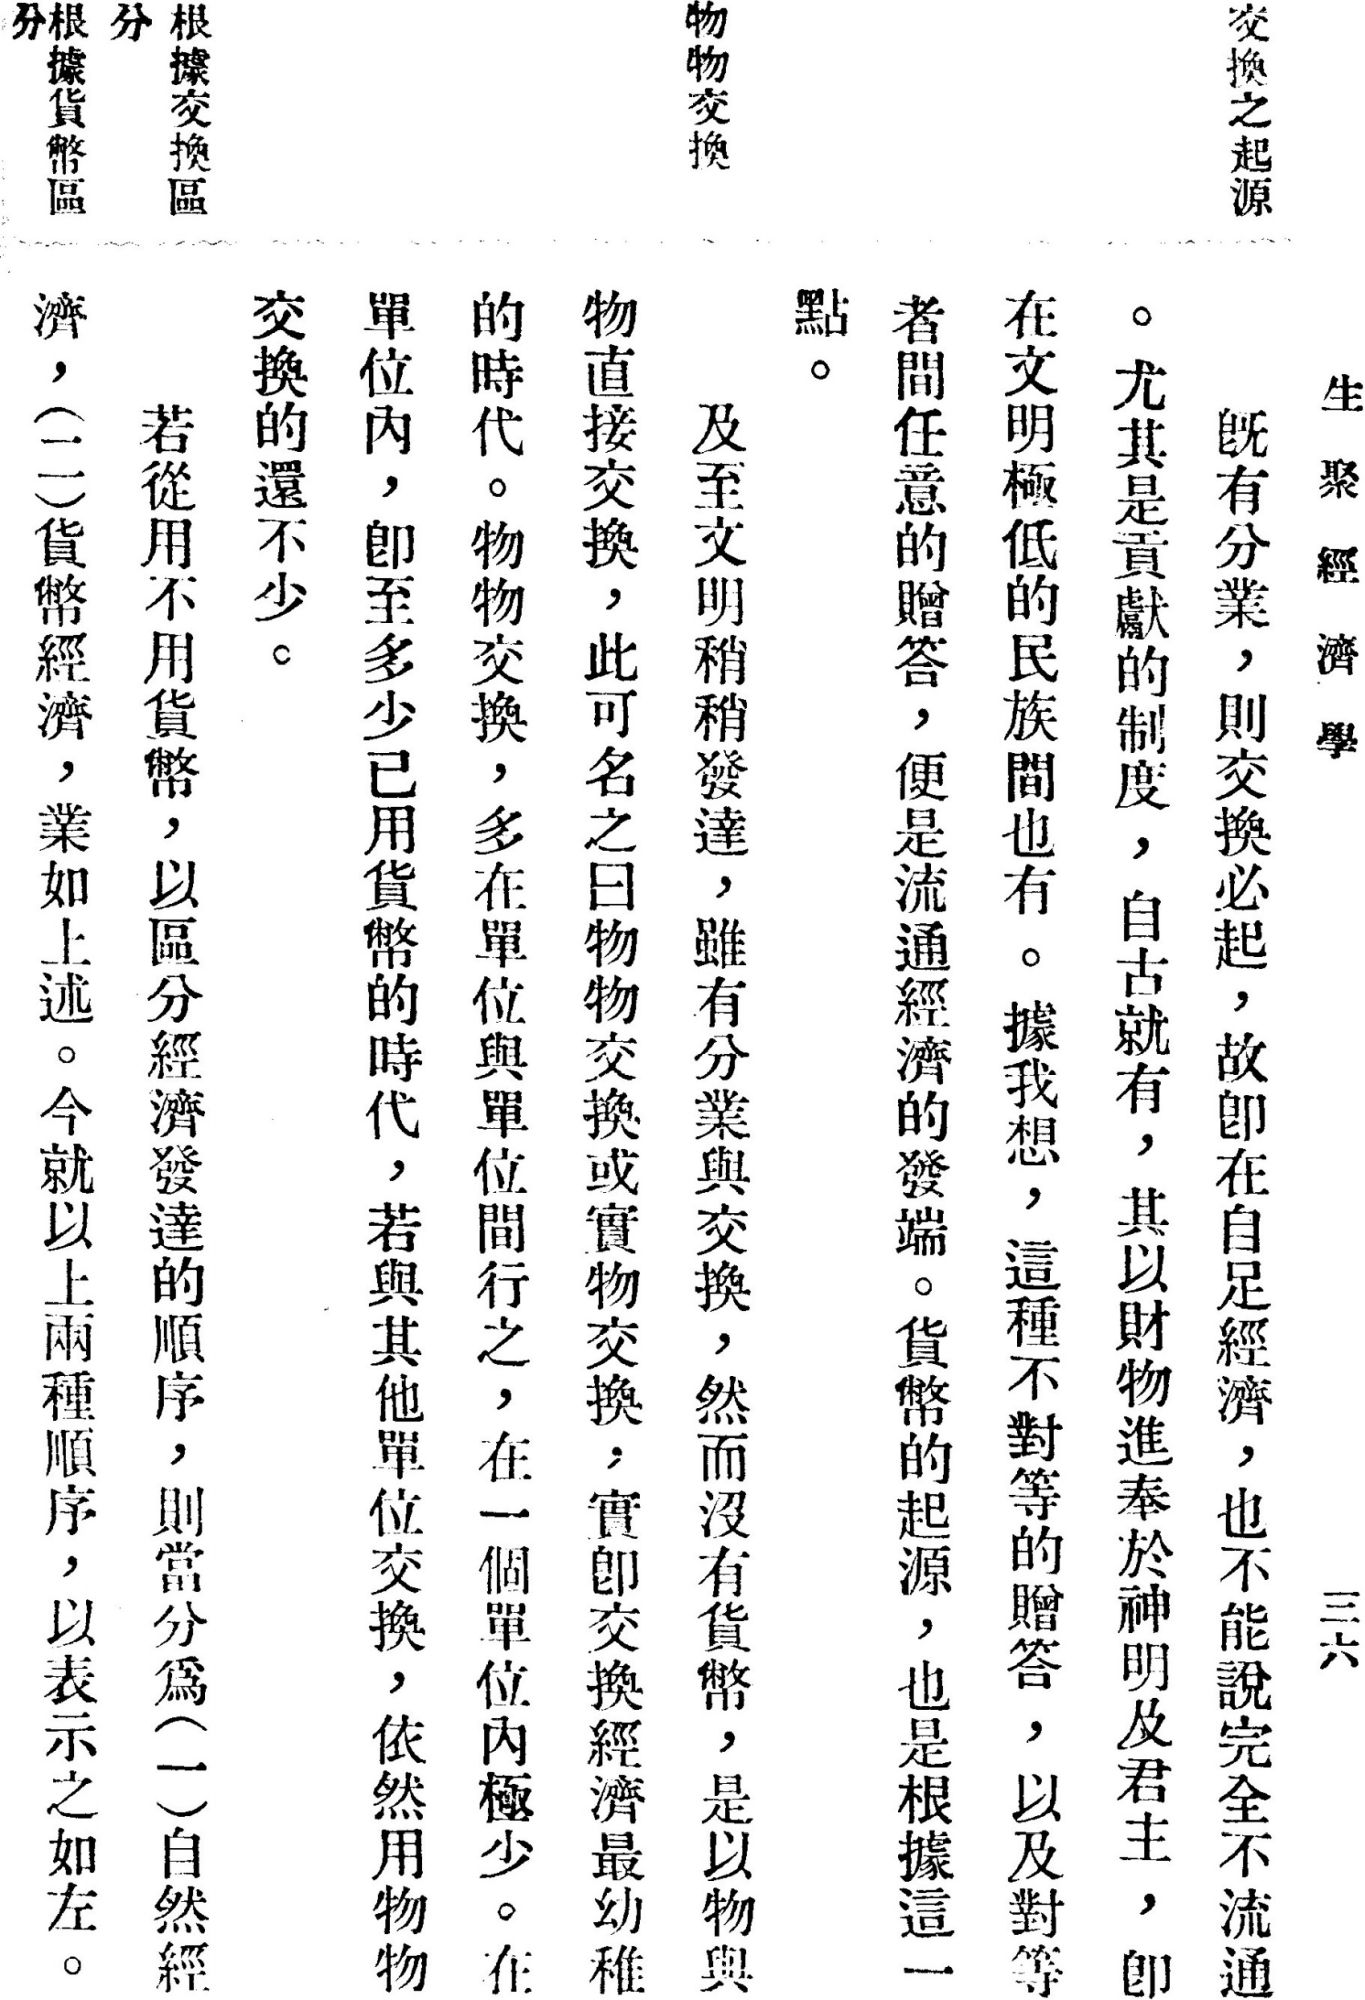 生聚經濟學
三六
交換之起源
既有分業，則交換必起，故卽在自足經濟，也不能說完全不流通
。尤其是貢獻的制度，自古就有，其以財物進奉於神明及君主，卽
在文明極低的民族間也有。據我想，這種不對等的贈答，以及對等
者間任意的贈答，便是流通經濟的發端。貨幣的起源，也是根據這一
點。
物物交換
及至文明稍稍發達，雖有分業與交換，然而沒有貨幣，是以物與
物直接交換，此可名之曰物物交換或實物交換，實卽交換經濟最幼稚
的時代。物物交換，多在單位與單位間行之，在一個單位內極少。在
單位內，卽至多少已用貨幣的時代，若與其他單位交換，依然用物物
交換的還不少。
根據交換區
分
若從用不用貨幣，以區分經濟發達的順序，則當分爲（一）自然經
根據貨幣區
分
濟，（二）貨幣經濟，業如上述。今就以上兩種順序，以表示之如左。